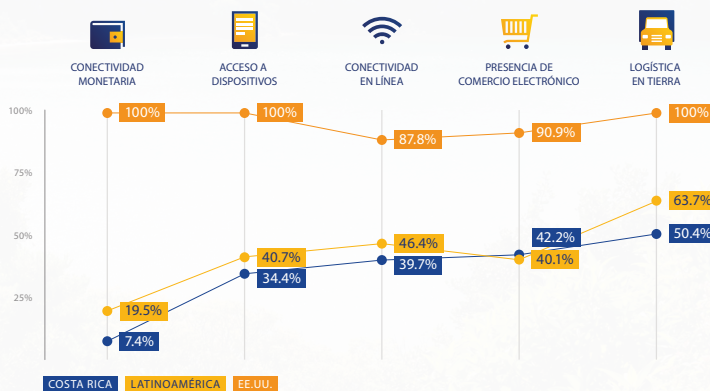 CONECTIVIDAD
MONETARIA
ACCESO A
DISPOSITIVOS
CONECTIVIDAD
EN LÍNEA
PRESENCIA DE
COMERCIO ELECTRÓNICO
LOGÍSTICA
EN TIERRA
100%
75%
50%
25%
100%
100%
87.8%
90.9%
100%
19.5%
40.7%
46.4%
40.1%
63.7%
7.4%
34.4%
39.7%
42.2%
50.4%
COSTA RICA
LATINOAMÉRICA
EE.UU.